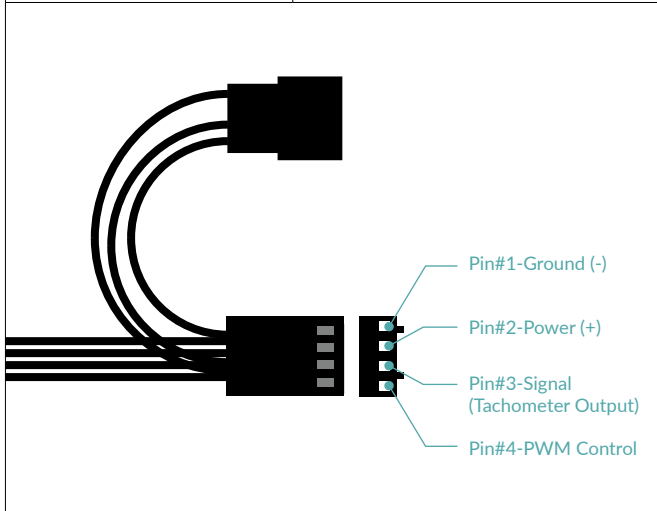 Pin#1-Ground (-)
Pin#2-Power (+)
Pin#3-Signal
(Tachometer Output)
Pin#4-PWM Control